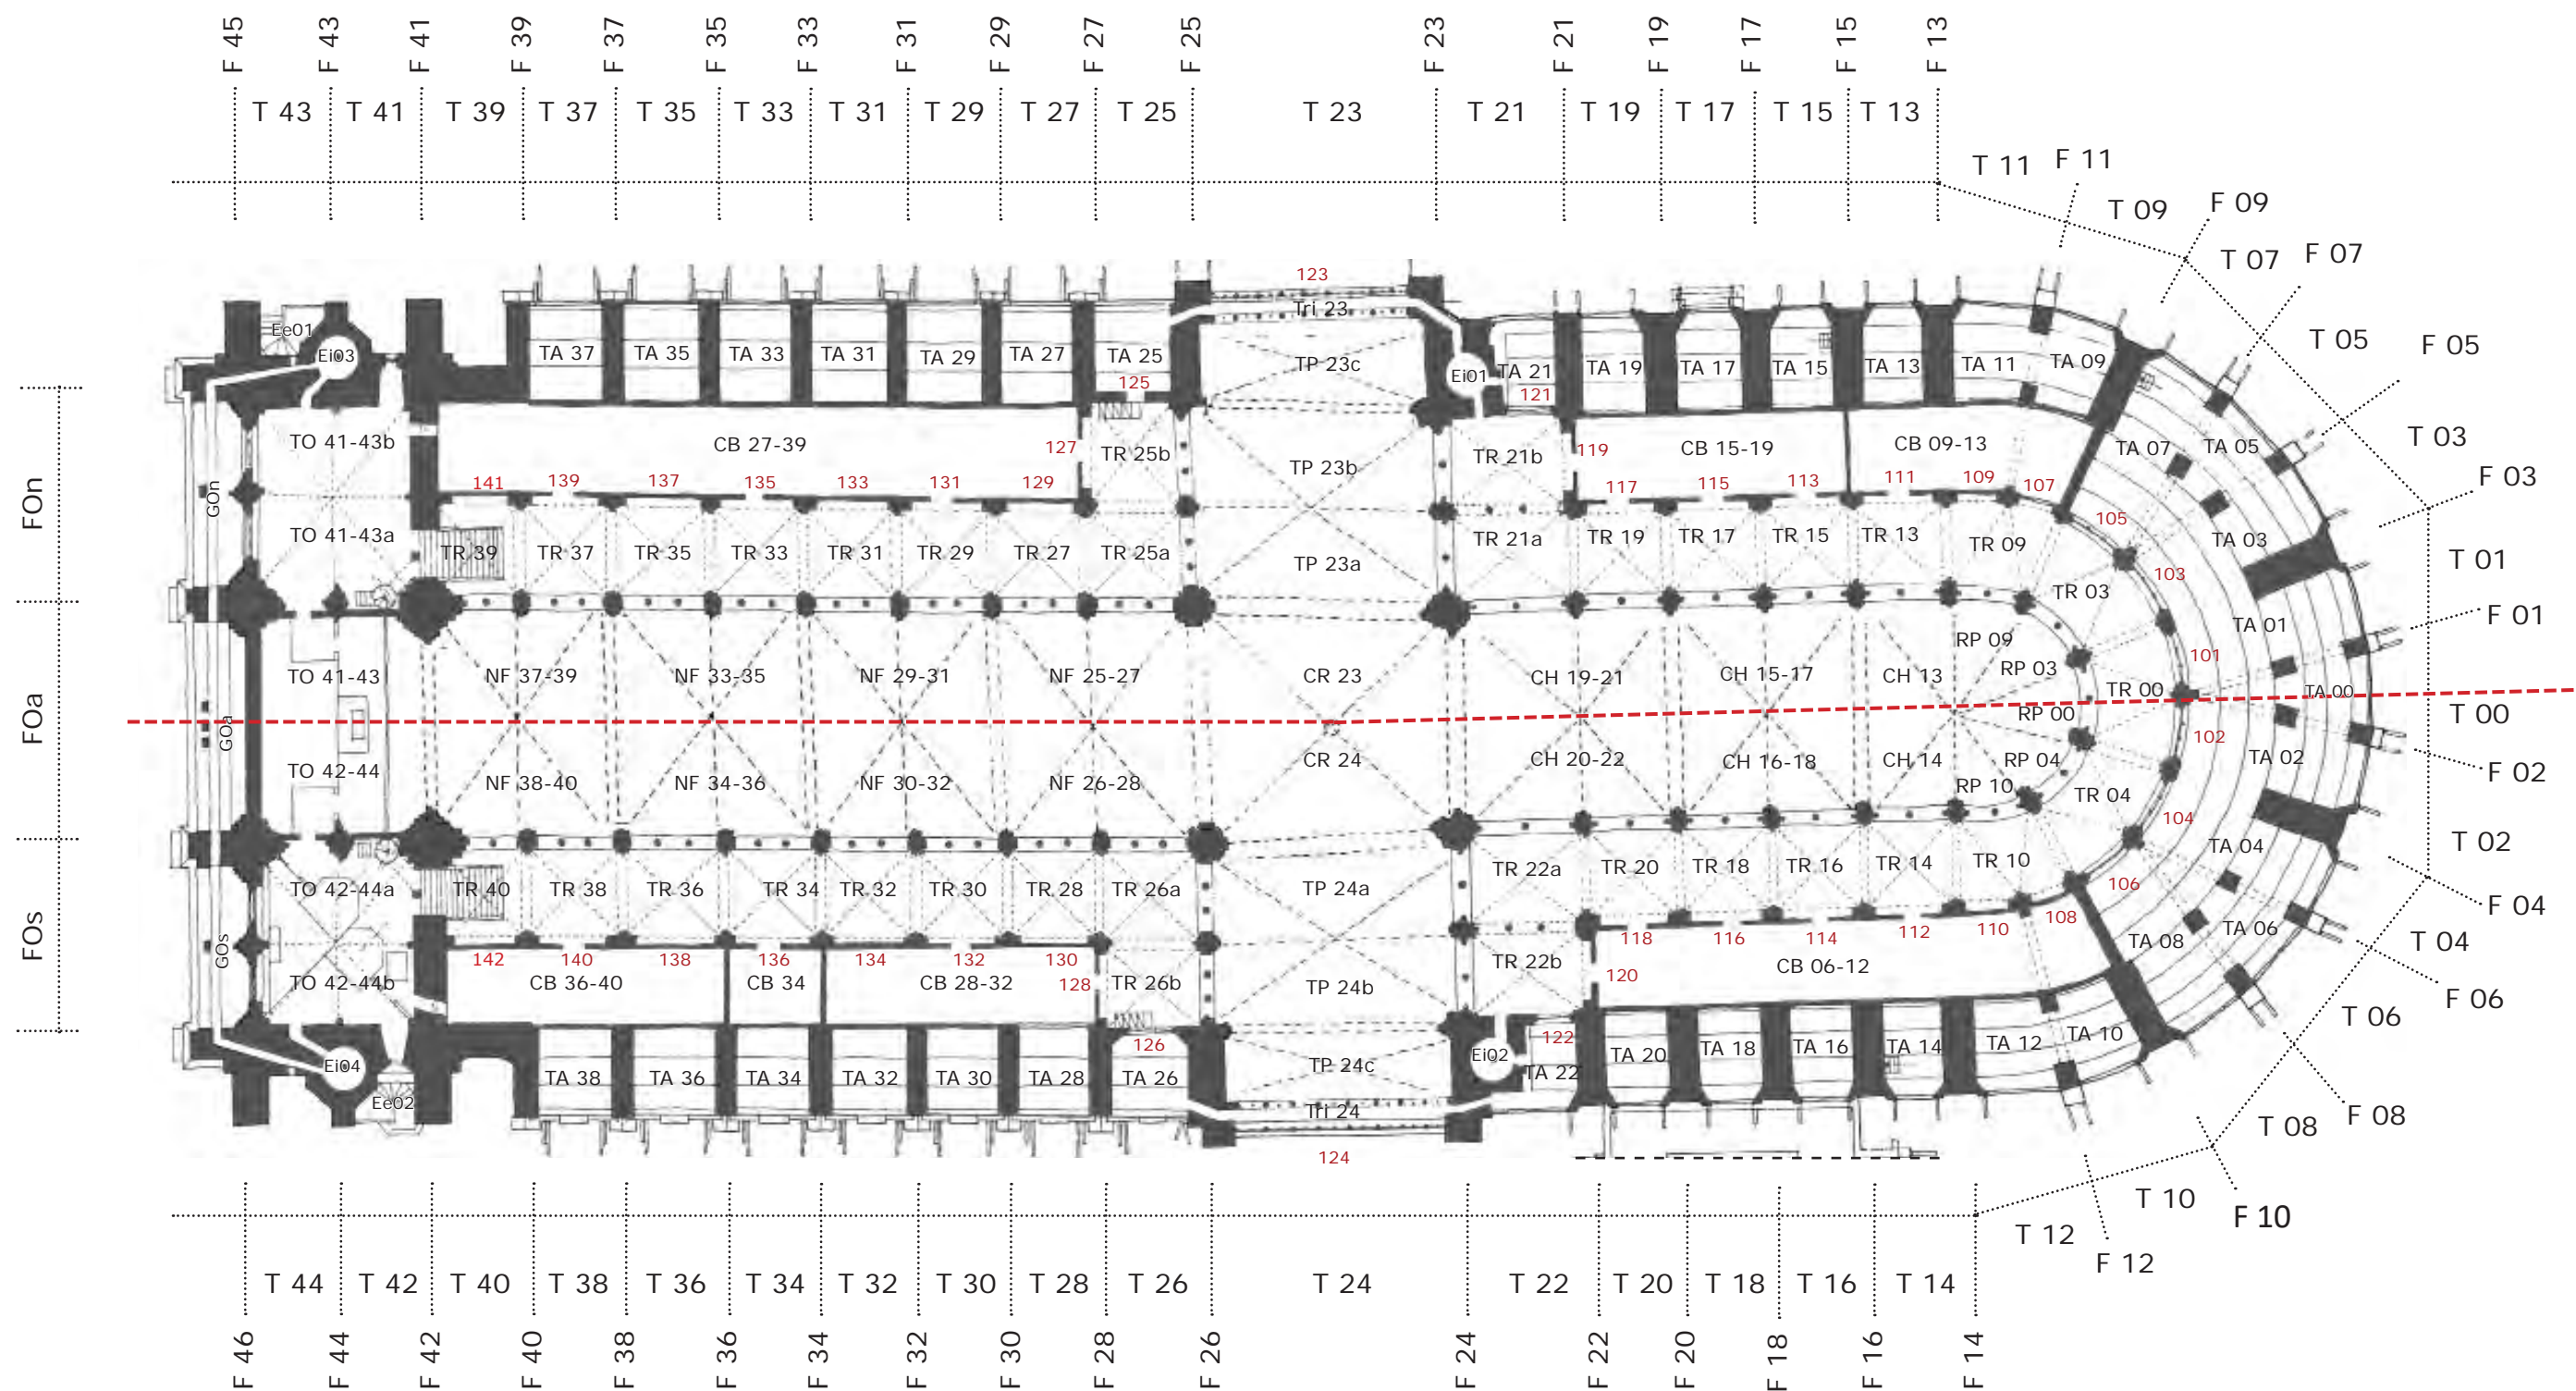 F 45 F 43 F 41 F 39 F 37 F 35 F 33 F 31 F 29 F 27 F 25 F 23 F 21 F 19 F 17 F 15 F 13
T 43 T 41 T 39 T 37 T 35 T 33 T 31 T 29 T 27 T 25 T 23 T 21 T 19 T 17 T 15 T 13
T 11 F 11
T 09 F 09
T 07 F 07
T 05 F 05
T 03 F 03
T 01 F 01
T 00 F 02
T 02 F 04
T 04 F 06
T 06 F 08
T 08 F 10
T 10 F 12
T 12
FOn
FOa
FOs
123
Tri 23
Ee01
Ei03
TA 37 TA 35 TA 33 TA 31 TA 29 TA 27 TA 25 TP 23c Ei01 TA 21 TA 19 TA 17 TA 15 TA 13 TA 11 TA 09
125 121
TO 41-43b CB 27-39 127 TR 25b TP 23b TR 21b 119 CB 15-19 CB 09-13 TA 07 TA 05
141 139 137 135 133 131 129 117 115 113 111 109 107
GOn
105
TO 41-43a TR 39 TR 37 TR 35 TR 33 TR 31 TR 29 TR 27 TR 25a TP 23a TR 21a TR 19 TR 17 TR 15 TR 13 TR 09 TA 03
103
TR 03
TA 01
RP 09
101
TO 41-43 NF 37-39 NF 33-35 NF 29-31 NF 25-27 CR 23 CH 19-21 CH 15-17 CH 13 RP 03
TR 00 TA 00
GOa
RP 00
102
TO 42-44 NF 38-40 NF 34-36 NF 30-32 NF 26-28 CR 24 CH 20-22 CH 16-18 CH 14 RP 04 TA 02
RP 10 TR 04
104
TO 42-44a TR 40 TR 38 TR 36 TR 34 TR 32 TR 30 TR 28 TR 26a TP 24a TR 22a TR 20 TR 18 TR 16 TR 14 TR 10 TA 04
106
GOs
118 116 114 112 110 108
142 140 138 136 134 132 130
TA 08 TA 06
TO 42-44b CB 36-40 CB 34 CB 28-32 128 TR 26b TP 24b TR 22b 120 CB 06-12
126 122
Ei04 TA 38 TA 36 TA 34 TA 32 TA 30 TA 28 TA 26 TP 24c Ei02 TA 22 TA 20 TA 18 TA 16 TA 14 TA 12 TA 10
Ee02
Tri 24
124
T 44 T 42 T 40 T 38 T 36 T 34 T 32 T 30 T 28 T 26 T 24 T 22 T 20 T 18 T 16 T 14
F 46 F 44 F 42 F 40 F 38 F 36 F 34 F 32 F 30 F 28 F 26 F 24 F 22 F 20 F 18 F 16 F 14